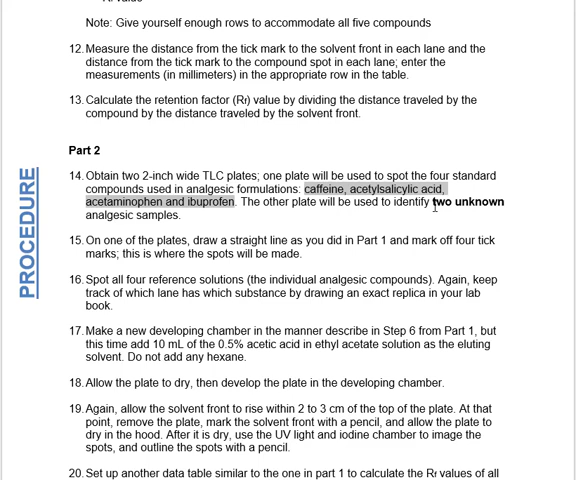 Note: Give yourself enough rows to accommodate all five compounds
12. Measure the distance from the tick mark to the solvent front in each lane and the
distance from the tick mark to the compound spot in each lane; enter the
measurements (in millimeters) in the appropriate row in the table.
13. Calculate the retention factor (Rf) value by dividing the distance traveled by the
compound by the distance traveled by the solvent front.
Part 2
14. Obtain two 2-inch wide TLC plates; one plate will be used to spot the four standard
compounds used in analgesic formulations: caffeine, acetylsalicylic acid,
acetaminophen and ibuprofen. The other plate will be used to identify two unknown
analgesic samples.
PROCEDURE
15. On one of the plates, draw a straight line as you did in Part 1 and mark off four tick
marks; this is where the spots will be made.
16. Spot all four reference solutions (the individual analgesic compounds). Again, keep
track of which lane has which substance by drawing an exact replica in your lab
book.
17. Make a new developing chamber in the manner describe in Step 6 from Part 1, but
this time add 10 mL of the 0.5% acetic acid in ethyl acetate solution as the eluting
solvent. Do not add any hexane.
18. Allow the plate to dry, then develop the plate in the developing chamber.
19. Again, allow the solvent front to rise within 2 to 3 cm of the top of the plate. At that
point, remove the plate, mark the solvent front with a pencil, and allow the plate to
dry in the hood. After it is dry, use the UV light and iodine chamber to image the
spots, and outline the spots with a pencil.
20. Set up another data table similar to the one in part 1 to calculate the Rf values of all